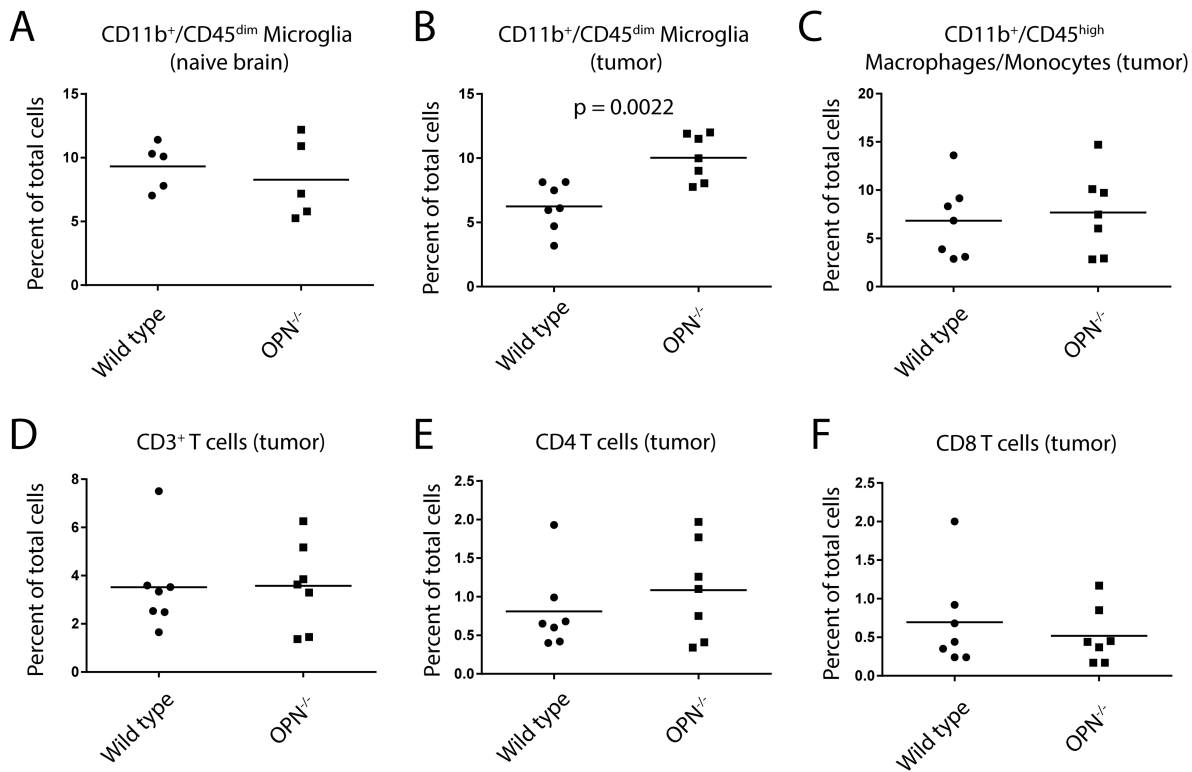 A
CD11b⁺/CD45ᵈⁱᵐ Microglia
(naive brain)
Percent of total cells
15
10
5
0
Wild type
OPN⁻/⁻
B
CD11b⁺/CD45ᵈⁱᵐ Microglia
(tumor)
p = 0.0022
Percent of total cells
15
10
5
0
Wild type
OPN⁻/⁻
C
CD11b⁺/CD45ʰⁱᵍʰ
Macrophages/Monocytes (tumor)
Percent of total cells
20
15
10
5
0
Wild type
OPN⁻/⁻
D
CD3⁺ T cells (tumor)
Percent of total cells
8
6
4
2
0
Wild type
OPN⁻/⁻
E
CD4 T cells (tumor)
Percent of total cells
2.5
2.0
1.5
1.0
0.5
0.0
Wild type
OPN⁻/⁻
F
CD8 T cells (tumor)
Percent of total cells
2.5
2.0
1.5
1.0
0.5
0.0
Wild type
OPN⁻/⁻